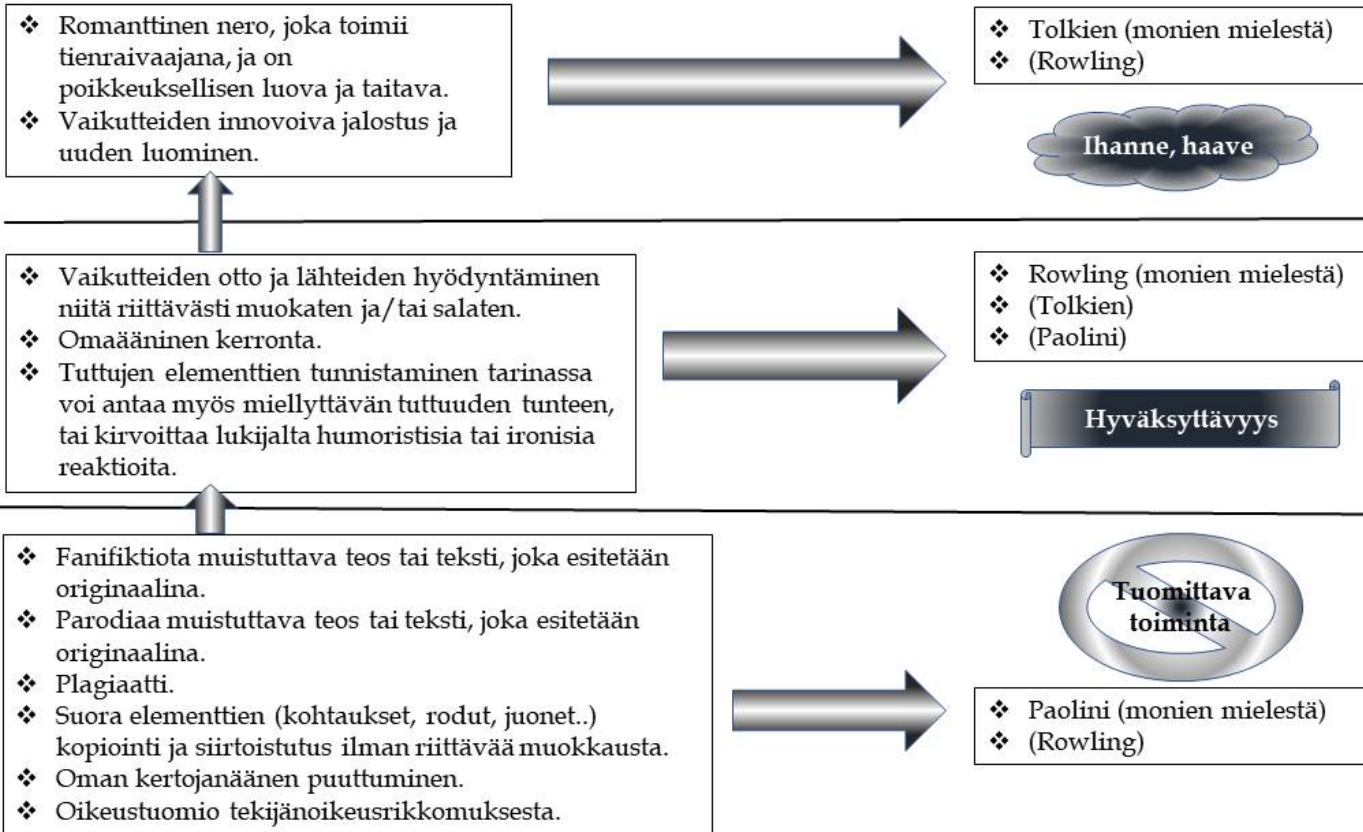 ❖ Romanttinen nero, joka toimii
tienraivaajana, ja on
poikkeuksellisen luova ja taitava.
❖ Vaikutteiden innovoiva jalostus ja
uuden luominen.
❖ Tolkien (monien mielestä)
❖ (Rowling)
Ihanne, haave
❖ Vaikutteiden otto ja lähteiden hyödyntäminen
niitä riittävästi muokaten ja/tai salaten.
❖ Omaääninen kerronta.
❖ Tuttujen elementtien tunnistaminen tarinassa
voi antaa myös miellyttävän tuttuuden tunteen,
tai kirvoittaa lukijalta humoristisia tai ironisia
reaktioita.
❖ Rowling (monien mielestä)
❖ (Tolkien)
❖ (Paolini)
Hyväksyttävyys
❖ Fanifiktiota muistuttava teos tai teksti, joka esitetään
originaalina.
❖ Parodiaa muistuttava teos tai teksti, joka esitetään
originaalina.
❖ Plagiaatti.
❖ Suora elementtien (kohtaukset, rodut, juonet..)
kopiointi ja siirtoistutus ilman riittävää muokkausta.
❖ Oman kertojanäänen puuttuminen.
❖ Oikeustuomio tekijänoikeusrikkomuksesta.
Tuomittava
toiminta
❖ Paolini (monien mielestä)
❖ (Rowling)